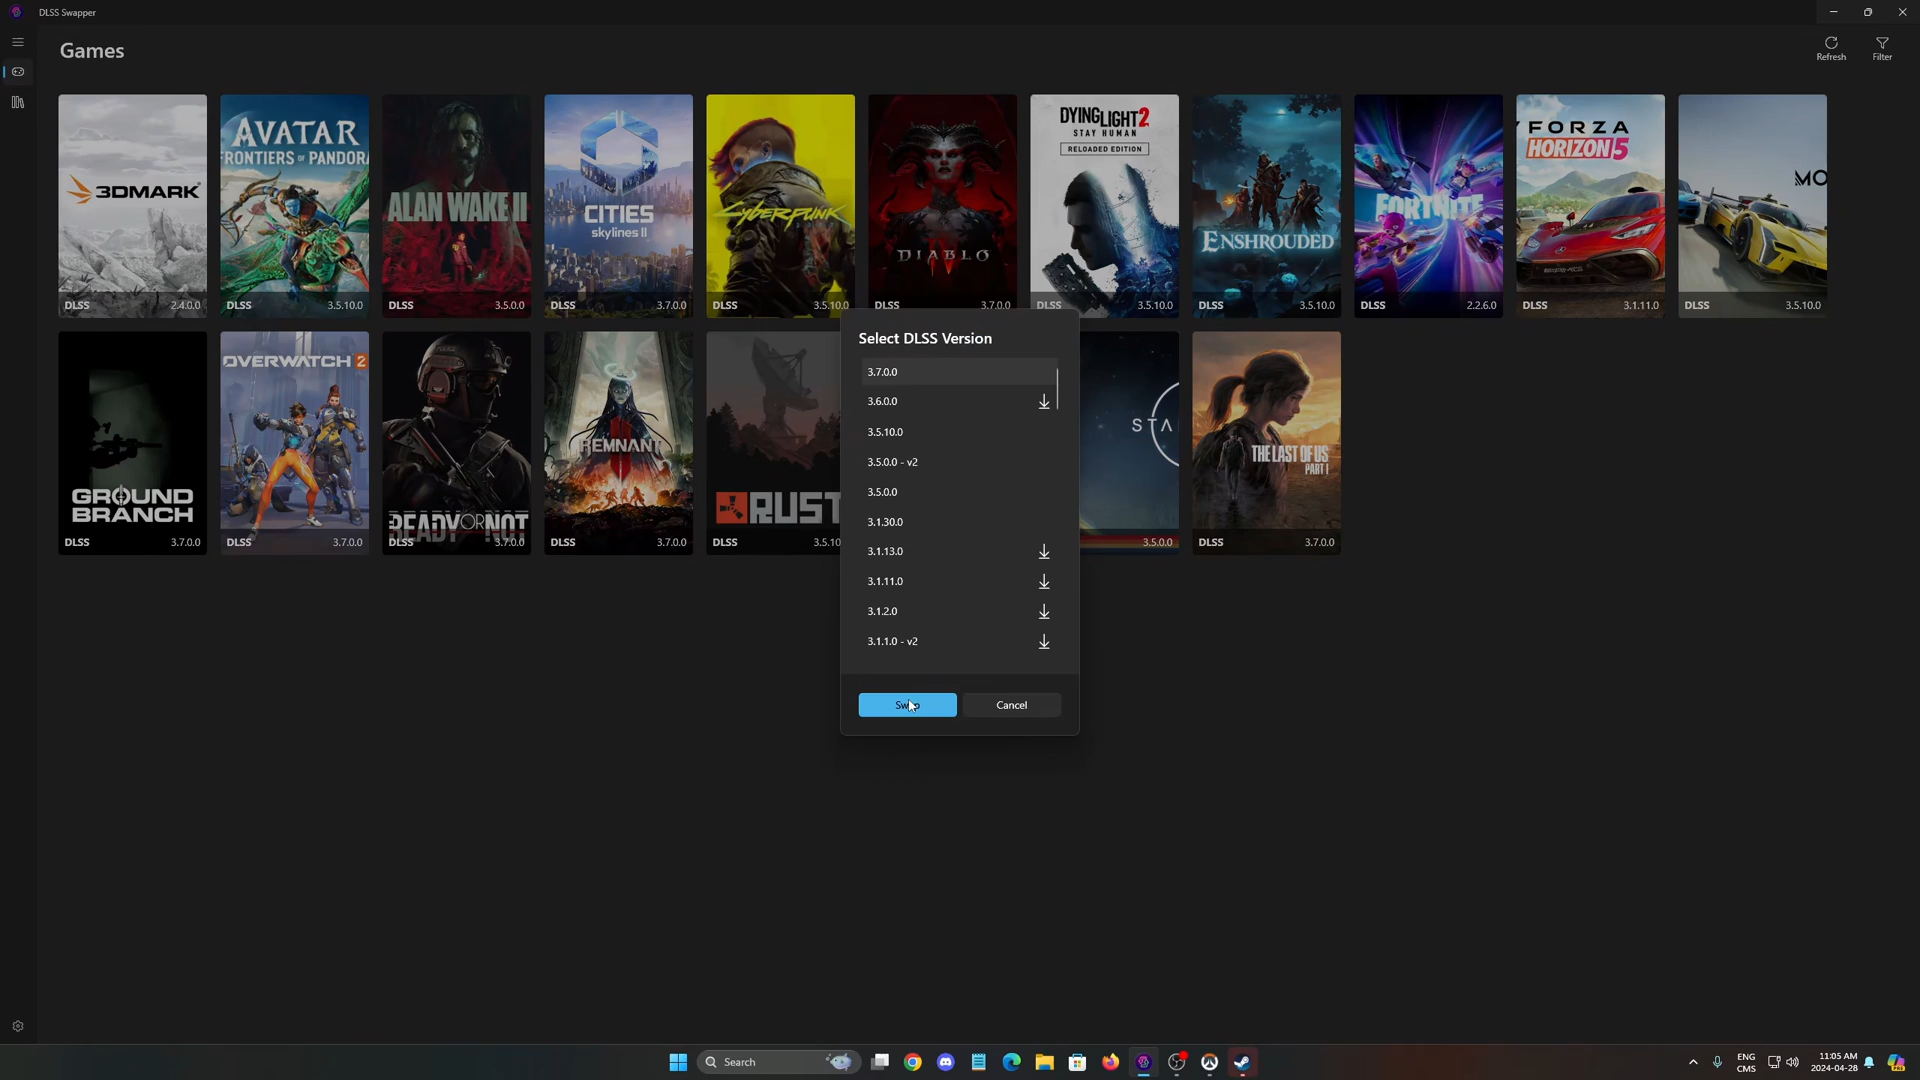 DLSS Swapper
Games
Refresh
Filter
3DMARK
DLSS 2.4.0.0
AVATAR
FRONTIERS OF PANDORA
DLSS 3.5.10.0
ALAN WAKE II
DLSS 3.5.0.0
CITIES
skylines II
DLSS 3.7.0.0
Cyberpunk
DLSS 3.5.10.0
DIABLO
IV
DLSS 3.7.0.0
DYING LIGHT 2
STAY HUMAN
RELOADED EDITION
DLSS 3.5.10.0
ENSHROUDED
DLSS 3.5.10.0
FORTNITE
DLSS 2.2.6.0
FORZA
HORIZON 5
DLSS 3.1.11.0
MO
DLSS 3.5.10.0
GROUND
BRANCH
DLSS 3.7.0.0
OVERWATCH 2
DLSS 3.7.0.0
POLICE
READY OR NOT
DLSS 3.7.0.0
REMNANT II
DLSS 3.7.0.0
RUST
DLSS 3.5.10
STA
3.5.0.0
THE LAST OF US
PART I
DLSS 3.7.0.0
Select DLSS Version
3.7.0.0
3.6.0.0
3.5.10.0
3.5.0.0 - v2
3.5.0.0
3.1.30.0
3.1.13.0
3.1.11.0
3.1.2.0
3.1.1.0 - v2
Swap
Cancel
Search
ENG
CMS
11:05 AM
2024-04-28